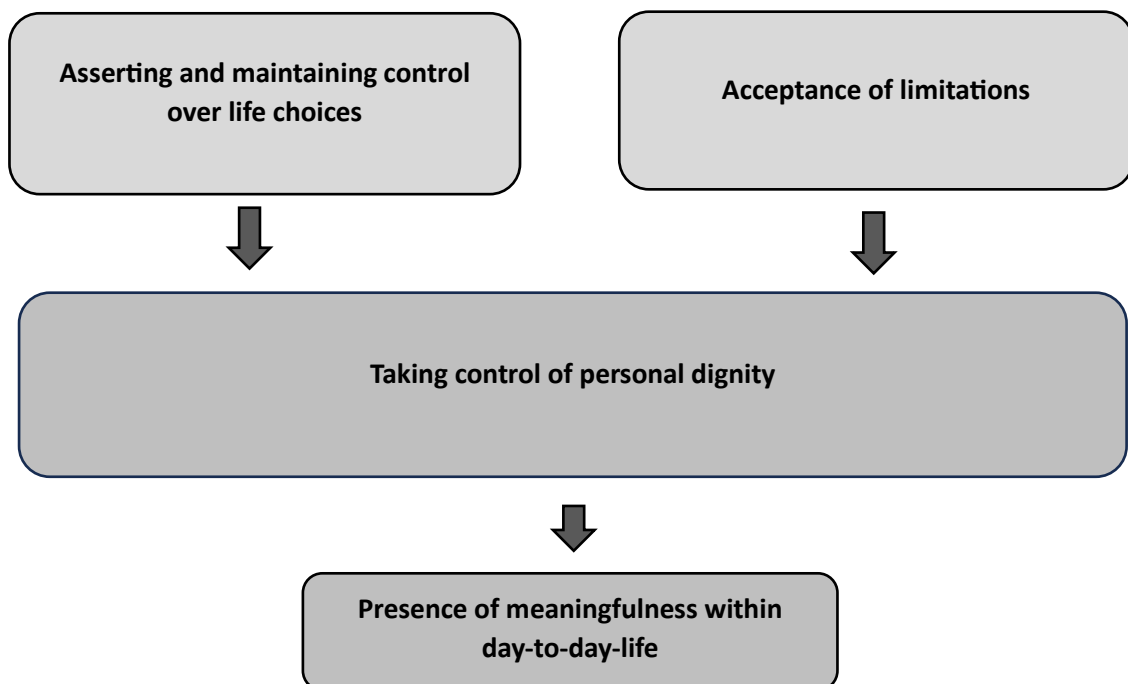 Asserting and maintaining control
over life choices
Acceptance of limitations
Taking control of personal dignity
Presence of meaningfulness within
day-to-day-life